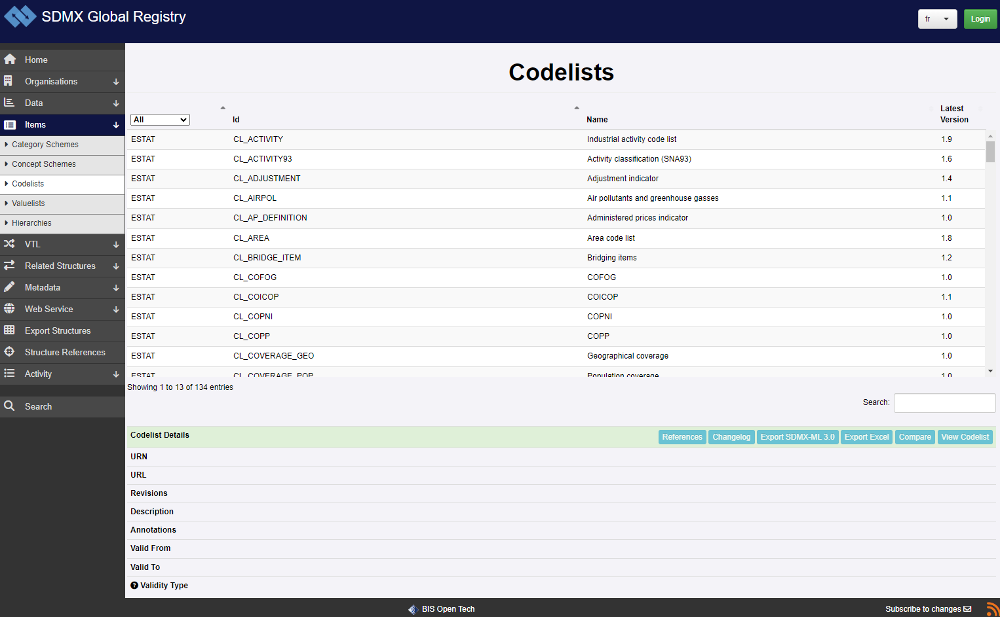 SDMX Global Registry
fr
Login
Home
Organisations
Data
Items
Category Schemes
Concept Schemes
Codelists
Valuelists
Hierarchies
VTL
Related Structures
Metadata
Web Service
Export Structures
Structure References
Activity
Search
Codelists
All Id Name Latest Version
ESTAT CL_ACTIVITY Industrial activity code list 1.9
ESTAT CL_ACTIVITY93 Activity classification (SNA93) 1.6
ESTAT CL_ADJUSTMENT Adjustment indicator 1.4
ESTAT CL_AIRPOL Air pollutants and greenhouse gasses 1.1
ESTAT CL_AP_DEFINITION Administered prices indicator 1.0
ESTAT CL_AREA Area code list 1.8
ESTAT CL_BRIDGE_ITEM Bridging items 1.2
ESTAT CL_COFOG COFOG 1.0
ESTAT CL_COICOP COICOP 1.1
ESTAT CL_COPNI COPNI 1.0
ESTAT CL_COPP COPP 1.0
ESTAT CL_COVERAGE_GEO Geographical coverage 1.0
ESTAT CL_COVERAGE_POP Population coverage 1.0
Showing 1 to 13 of 134 entries
Search:
Codelist Details References Changelog Export SDMX-ML 3.0 Export Excel Compare View Codelist
URN
URL
Revisions
Description
Annotations
Valid From
Valid To
Validity Type
BIS Open Tech
Subscribe to changes